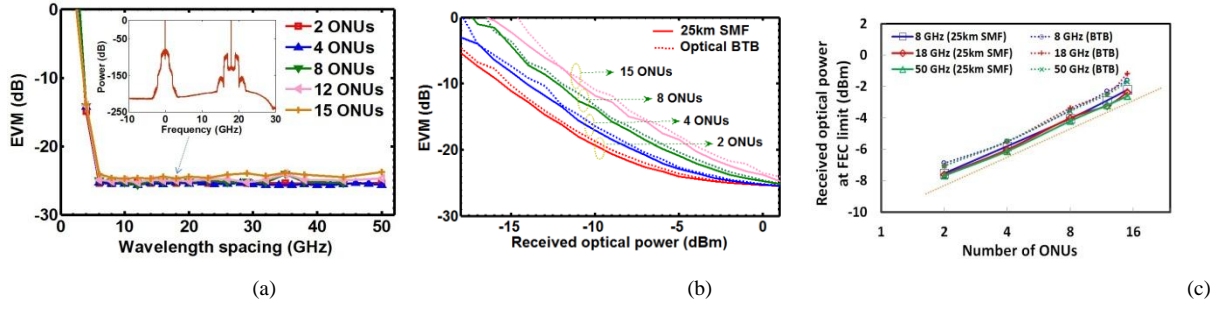 0
-10
-20
-30
EVM (dB)
0 10 20 30 40 50
Wavelength spacing (GHz)
2 ONUs
4 ONUs
8 ONUs
12 ONUs
15 ONUs
0
-50
-150
-250
Power (dB)
-10 0 10 20 30
Frequency (GHz)
(a)
0
-10
-20
-30
EVM (dB)
-15 -10 -5 0
Received optical power (dBm)
25km SMF
Optical BTB
15 ONUs
8 ONUs
4 ONUs
2 ONUs
(b)
8 GHz (25km SMF)
18 GHz (25km SMF)
50 GHz (25km SMF)
8 GHz (BTB)
18 GHz (BTB)
50 GHz (BTB)
2
0
-2
-4
-6
-8
-10
Received optical power
at FEC limit (dBm)
1 2 4 8 16
Number of ONUs
(c)